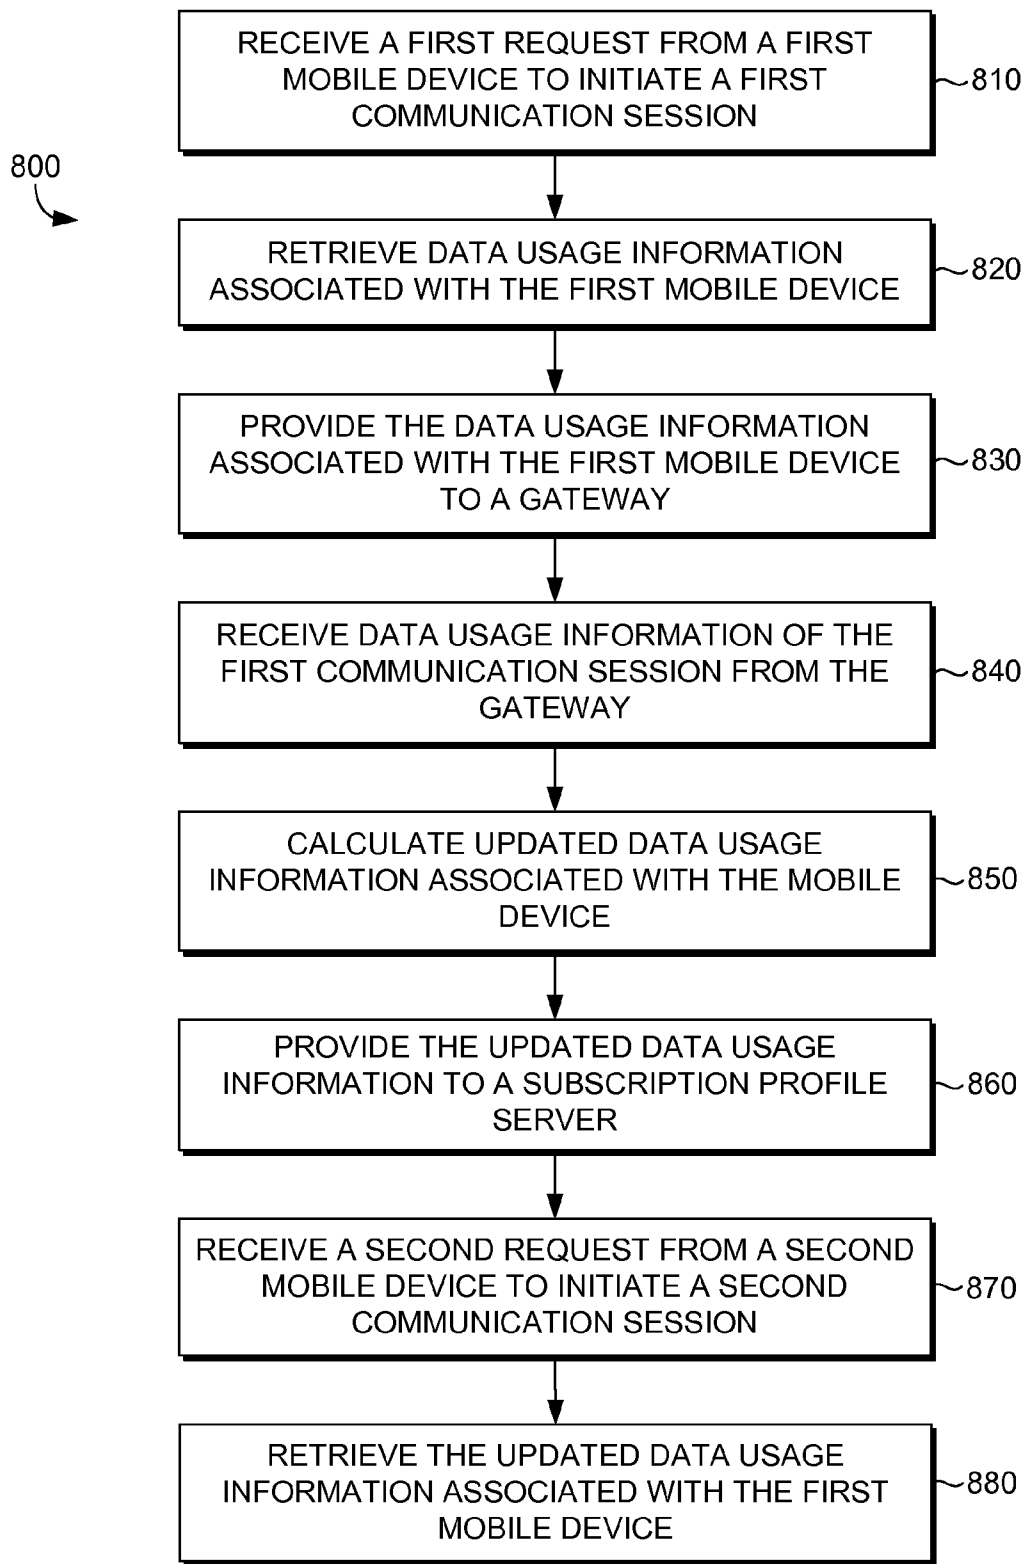 RECEIVE A FIRST REQUEST FROM A FIRST
MOBILE DEVICE TO INITIATE A FIRST
COMMUNICATION SESSION
810
800
RETRIEVE DATA USAGE INFORMATION
ASSOCIATED WITH THE FIRST MOBILE DEVICE
820
PROVIDE THE DATA USAGE INFORMATION
ASSOCIATED WITH THE FIRST MOBILE DEVICE
TO A GATEWAY
830
RECEIVE DATA USAGE INFORMATION OF THE
FIRST COMMUNICATION SESSION FROM THE
GATEWAY
840
CALCULATE UPDATED DATA USAGE
INFORMATION ASSOCIATED WITH THE MOBILE
DEVICE
850
PROVIDE THE UPDATED DATA USAGE
INFORMATION TO A SUBSCRIPTION PROFILE
SERVER
860
RECEIVE A SECOND REQUEST FROM A SECOND
MOBILE DEVICE TO INITIATE A SECOND
COMMUNICATION SESSION
870
RETRIEVE THE UPDATED DATA USAGE
INFORMATION ASSOCIATED WITH THE FIRST
MOBILE DEVICE
880